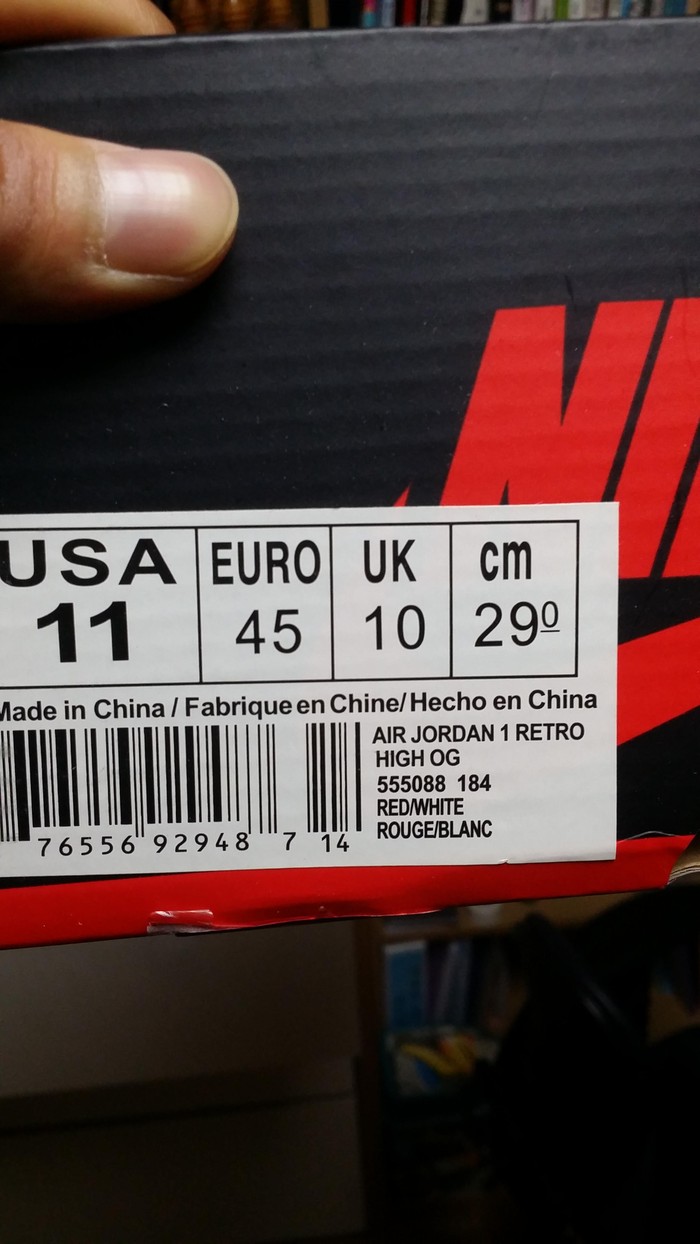 USA EURO UK cm
11 45 10 29⁰
Made in China / Fabrique en Chine/ Hecho en China
76556 92948 7 14
AIR JORDAN 1 RETRO
HIGH OG
555088 184
RED/WHITE
ROUGE/BLANC